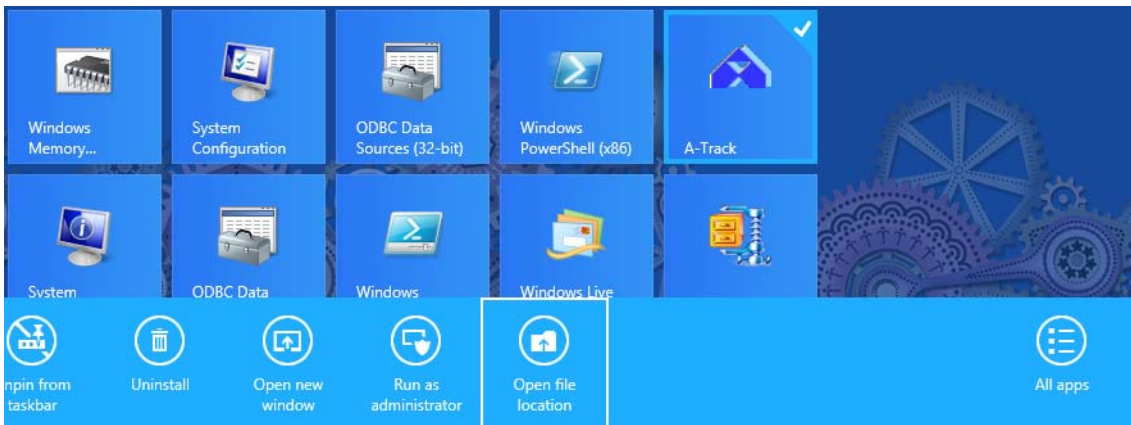 Windows
Memory...
System
Configuration
ODBC Data
Sources (32-bit)
Windows
PowerShell (x86)
A-Track
System
ODBC Data
Windows
Windows Live
npin from
taskbar
Uninstall
Open new
window
Run as
administrator
Open file
location
All apps